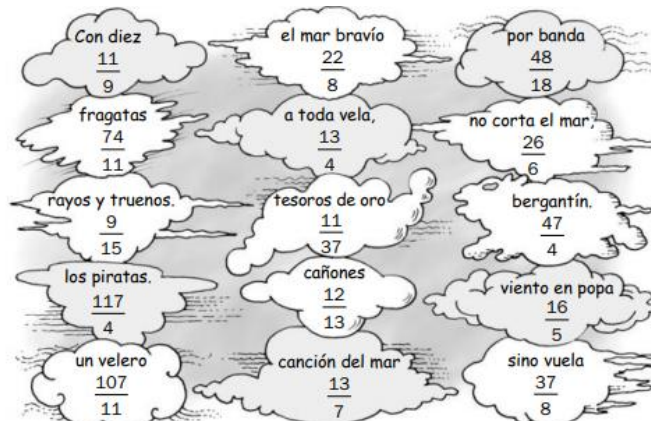 Con diez
11
9
el mar bravío
22
8
por banda
48
18
fragatas
74
11
a toda vela,
13
4
no corta el mar,
26
6
rayos y truenos.
9
15
tesoros de oro
11
37
bergantín.
47
4
los piratas.
117
4
cañones
12
13
viento en popa
16
5
un velero
107
11
canción del mar
13
7
sino vuela
37
8